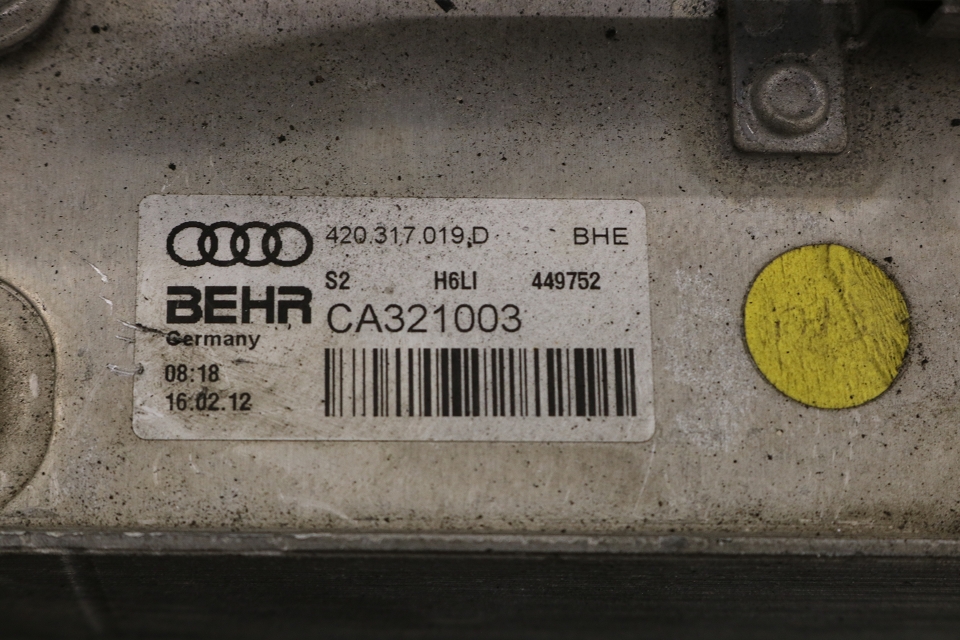 420.317.019.D BHE
S2 H6LI 449752
BEHR CA321003
Germany
08:18
16.02.12